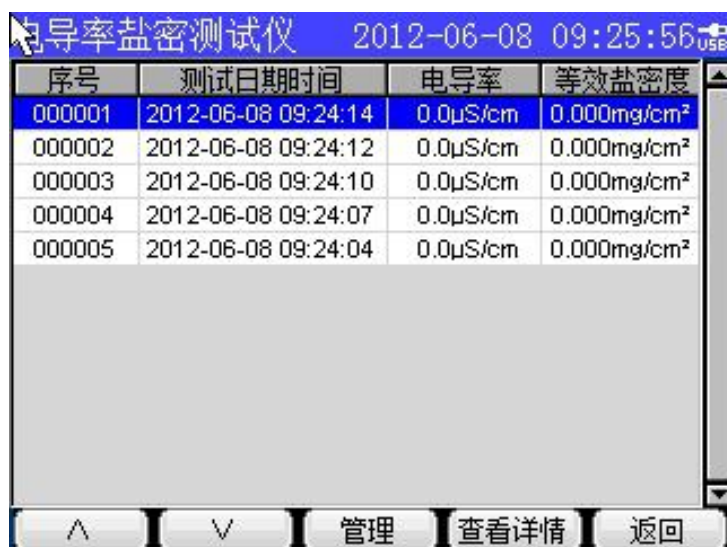 电导率盐密测试仪 2012-06-08 09:25:56 USB
序号 测试日期时间 电导率 等效盐密度
000001 2012-06-08 09:24:14 0.0µS/cm 0.000mg/cm²
000002 2012-06-08 09:24:12 0.0µS/cm 0.000mg/cm²
000003 2012-06-08 09:24:10 0.0µS/cm 0.000mg/cm²
000004 2012-06-08 09:24:07 0.0µS/cm 0.000mg/cm²
000005 2012-06-08 09:24:04 0.0µS/cm 0.000mg/cm²
∧ ∨ 管理 查看详情 返回